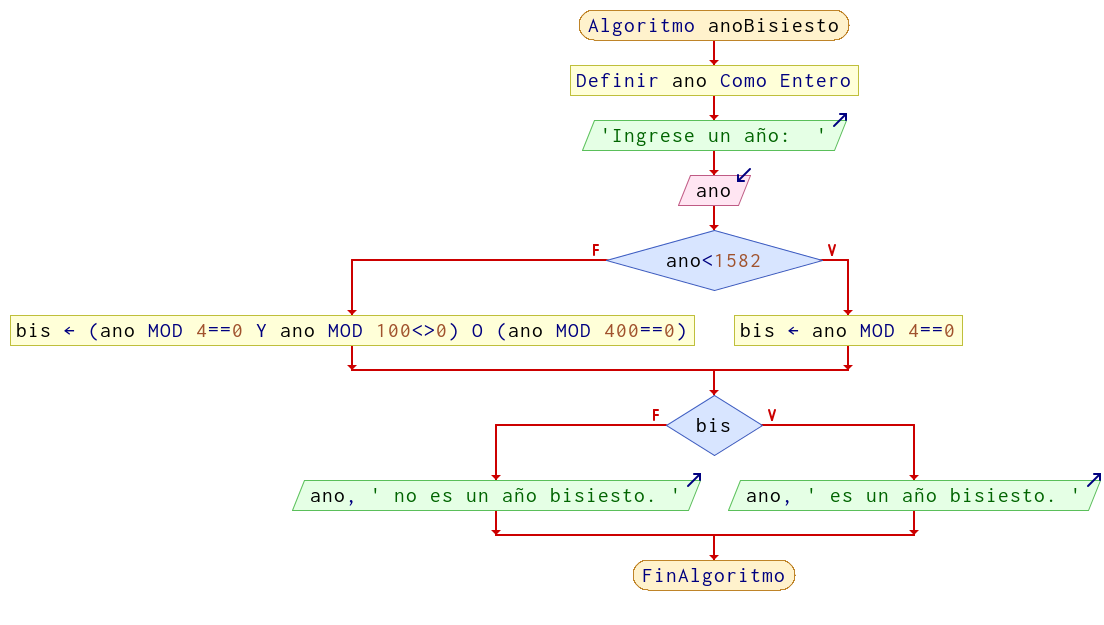 Algoritmo anoBisiesto
Definir ano Como Entero
'Ingrese un año:  '
ano
F
V
ano<1582
bis ← (ano MOD 4==0 Y ano MOD 100<>0) O (ano MOD 400==0)
bis ← ano MOD 4==0
F
V
bis
ano, ' no es un año bisiesto. '
ano, ' es un año bisiesto. '
FinAlgoritmo